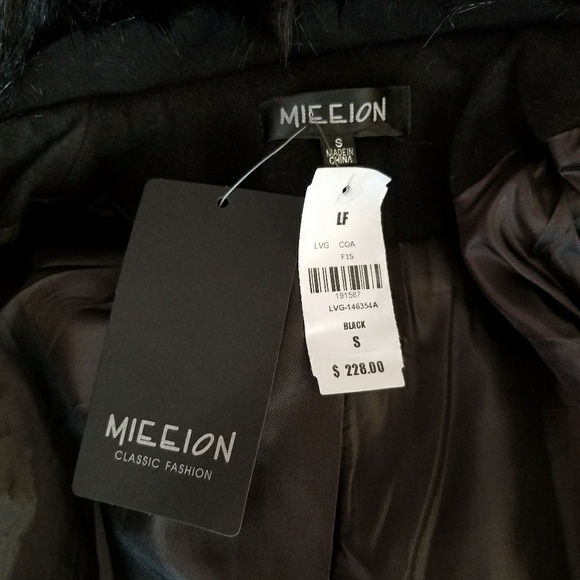 MIEEION
S
MADE IN
CHINA
LF
LVG COA
F15
191587
LVG-146354A
BLACK
S
$ 228.00
MIEEION
CLASSIC FASHION